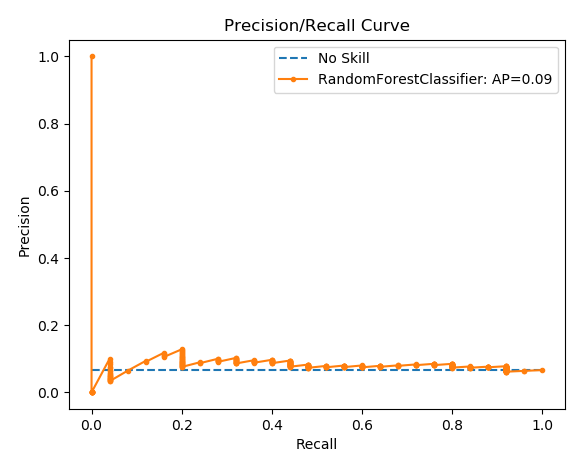 Precision/Recall Curve
No Skill
RandomForestClassifier: AP=0.09
1.0
0.8
0.6
0.4
0.2
0.0
Precision
0.0 0.2 0.4 0.6 0.8 1.0
Recall